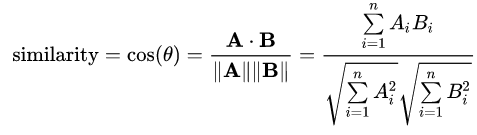 similarity = cos(θ) = A · B / ‖A‖‖B‖ = ∑ i=1 n A_i B_i / √(∑ i=1 n A_i^2) √(∑ i=1 n B_i^2)